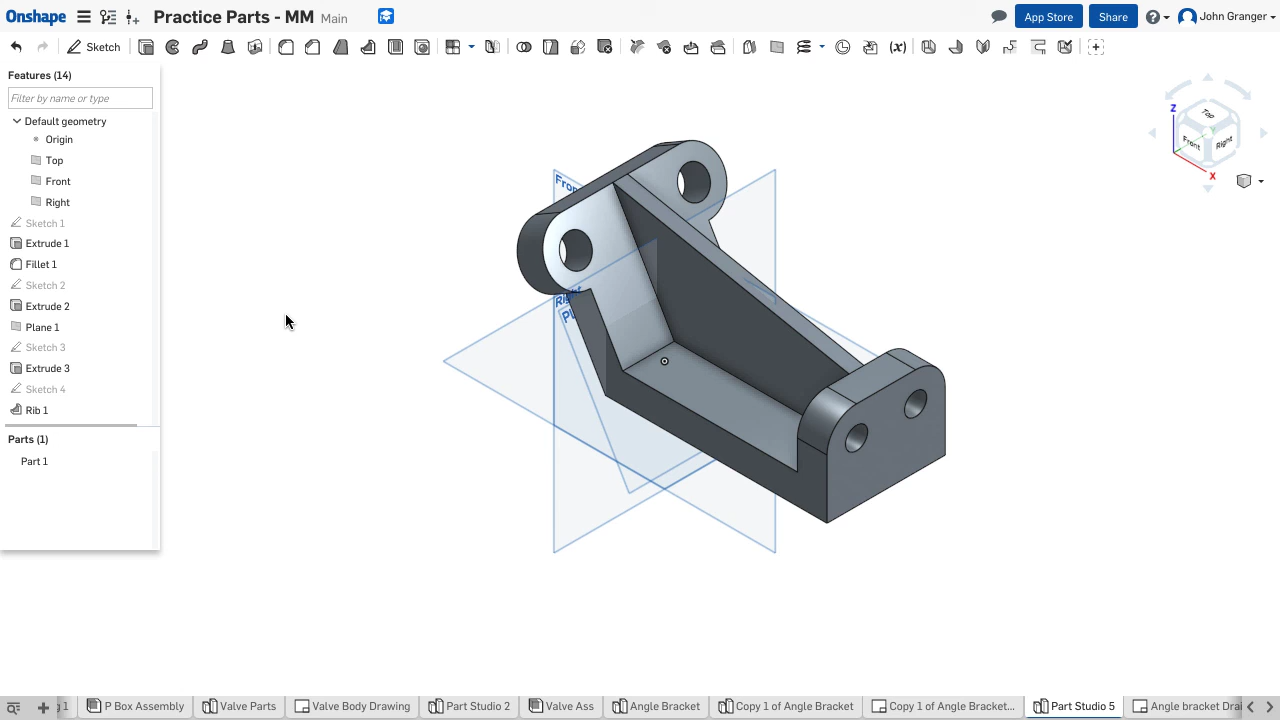 Onshape Practice Parts - MM Main App Store Share John Granger
Sketch (x)
Features (14)
Filter by name or type
Default geometry
Origin
Top
Front
Right
Sketch 1
Extrude 1
Fillet 1
Sketch 2
Extrude 2
Plane 1
Sketch 3
Extrude 3
Sketch 4
Rib 1
Parts (1)
Part 1
Z
Top
Front
Right
X
P Box Assembly Valve Parts Valve Body Drawing Part Studio 2 Valve Ass Angle Bracket Copy 1 of Angle Bracket Copy 1 of Angle Bracket... Part Studio 5 Angle bracket Dra